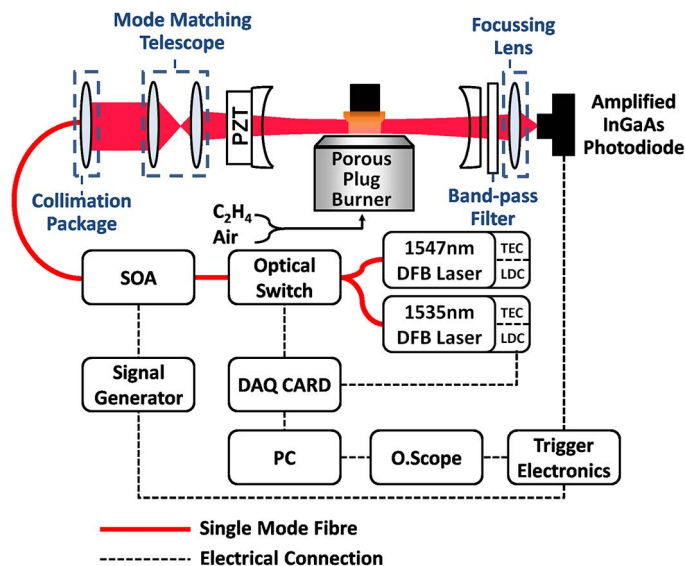 Mode Matching
Telescope
Focussing
Lens
PZT
Amplified
InGaAs
Photodiode
Porous
Plug
Burner
Collimation
Package
Band-pass
Filter
C₂H₄
Air
SOA
Optical
Switch
1547nm
DFB Laser
TEC
LDC
1535nm
DFB Laser
TEC
LDC
Signal
Generator
DAQ CARD
PC
O.Scope
Trigger
Electronics
Single Mode Fibre
Electrical Connection